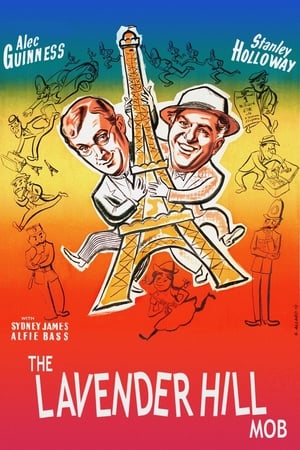 Alec
GUINNESS
Stanley
HOLLOWAY
WITH
SYDNEY JAMES
ALFIE BASS
THE
LAVENDER HILL
MOB